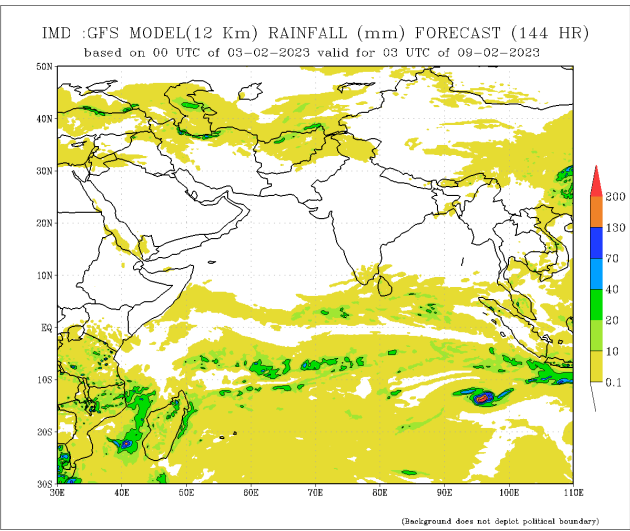 IMD :GFS MODEL(12 Km) RAINFALL (mm) FORECAST (144 HR)
based on 00 UTC of 03-02-2023 valid for 03 UTC of 09-02-2023
50N
40N
30N
20N
10N
EQ
10S
20S
30S
30E 40E 50E 60E 70E 80E 90E 100E 110E
200
130
70
40
20
10
0.1
(Background does not depict political boundary)